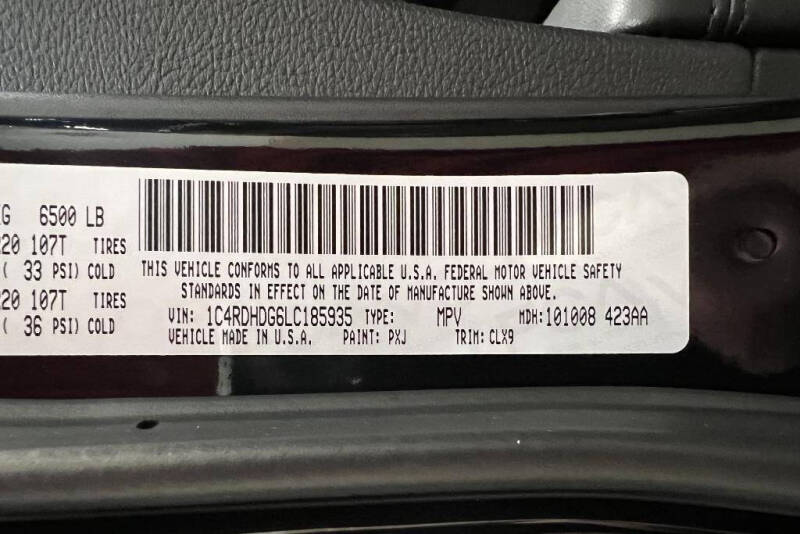 G 6500 LB
220 107T TIRES
( 33 PSI) COLD
220 107T TIRES
( 36 PSI) COLD
THIS VEHICLE CONFORMS TO ALL APPLICABLE U.S.A. FEDERAL MOTOR VEHICLE SAFETY
STANDARDS IN EFFECT ON THE DATE OF MANUFACTURE SHOWN ABOVE.
VIN: 1C4RDHDG6LC185935 TYPE: MPV MDH: 101008 423AA
VEHICLE MADE IN U.S.A. PAINT: PXJ TRIM: CLX9